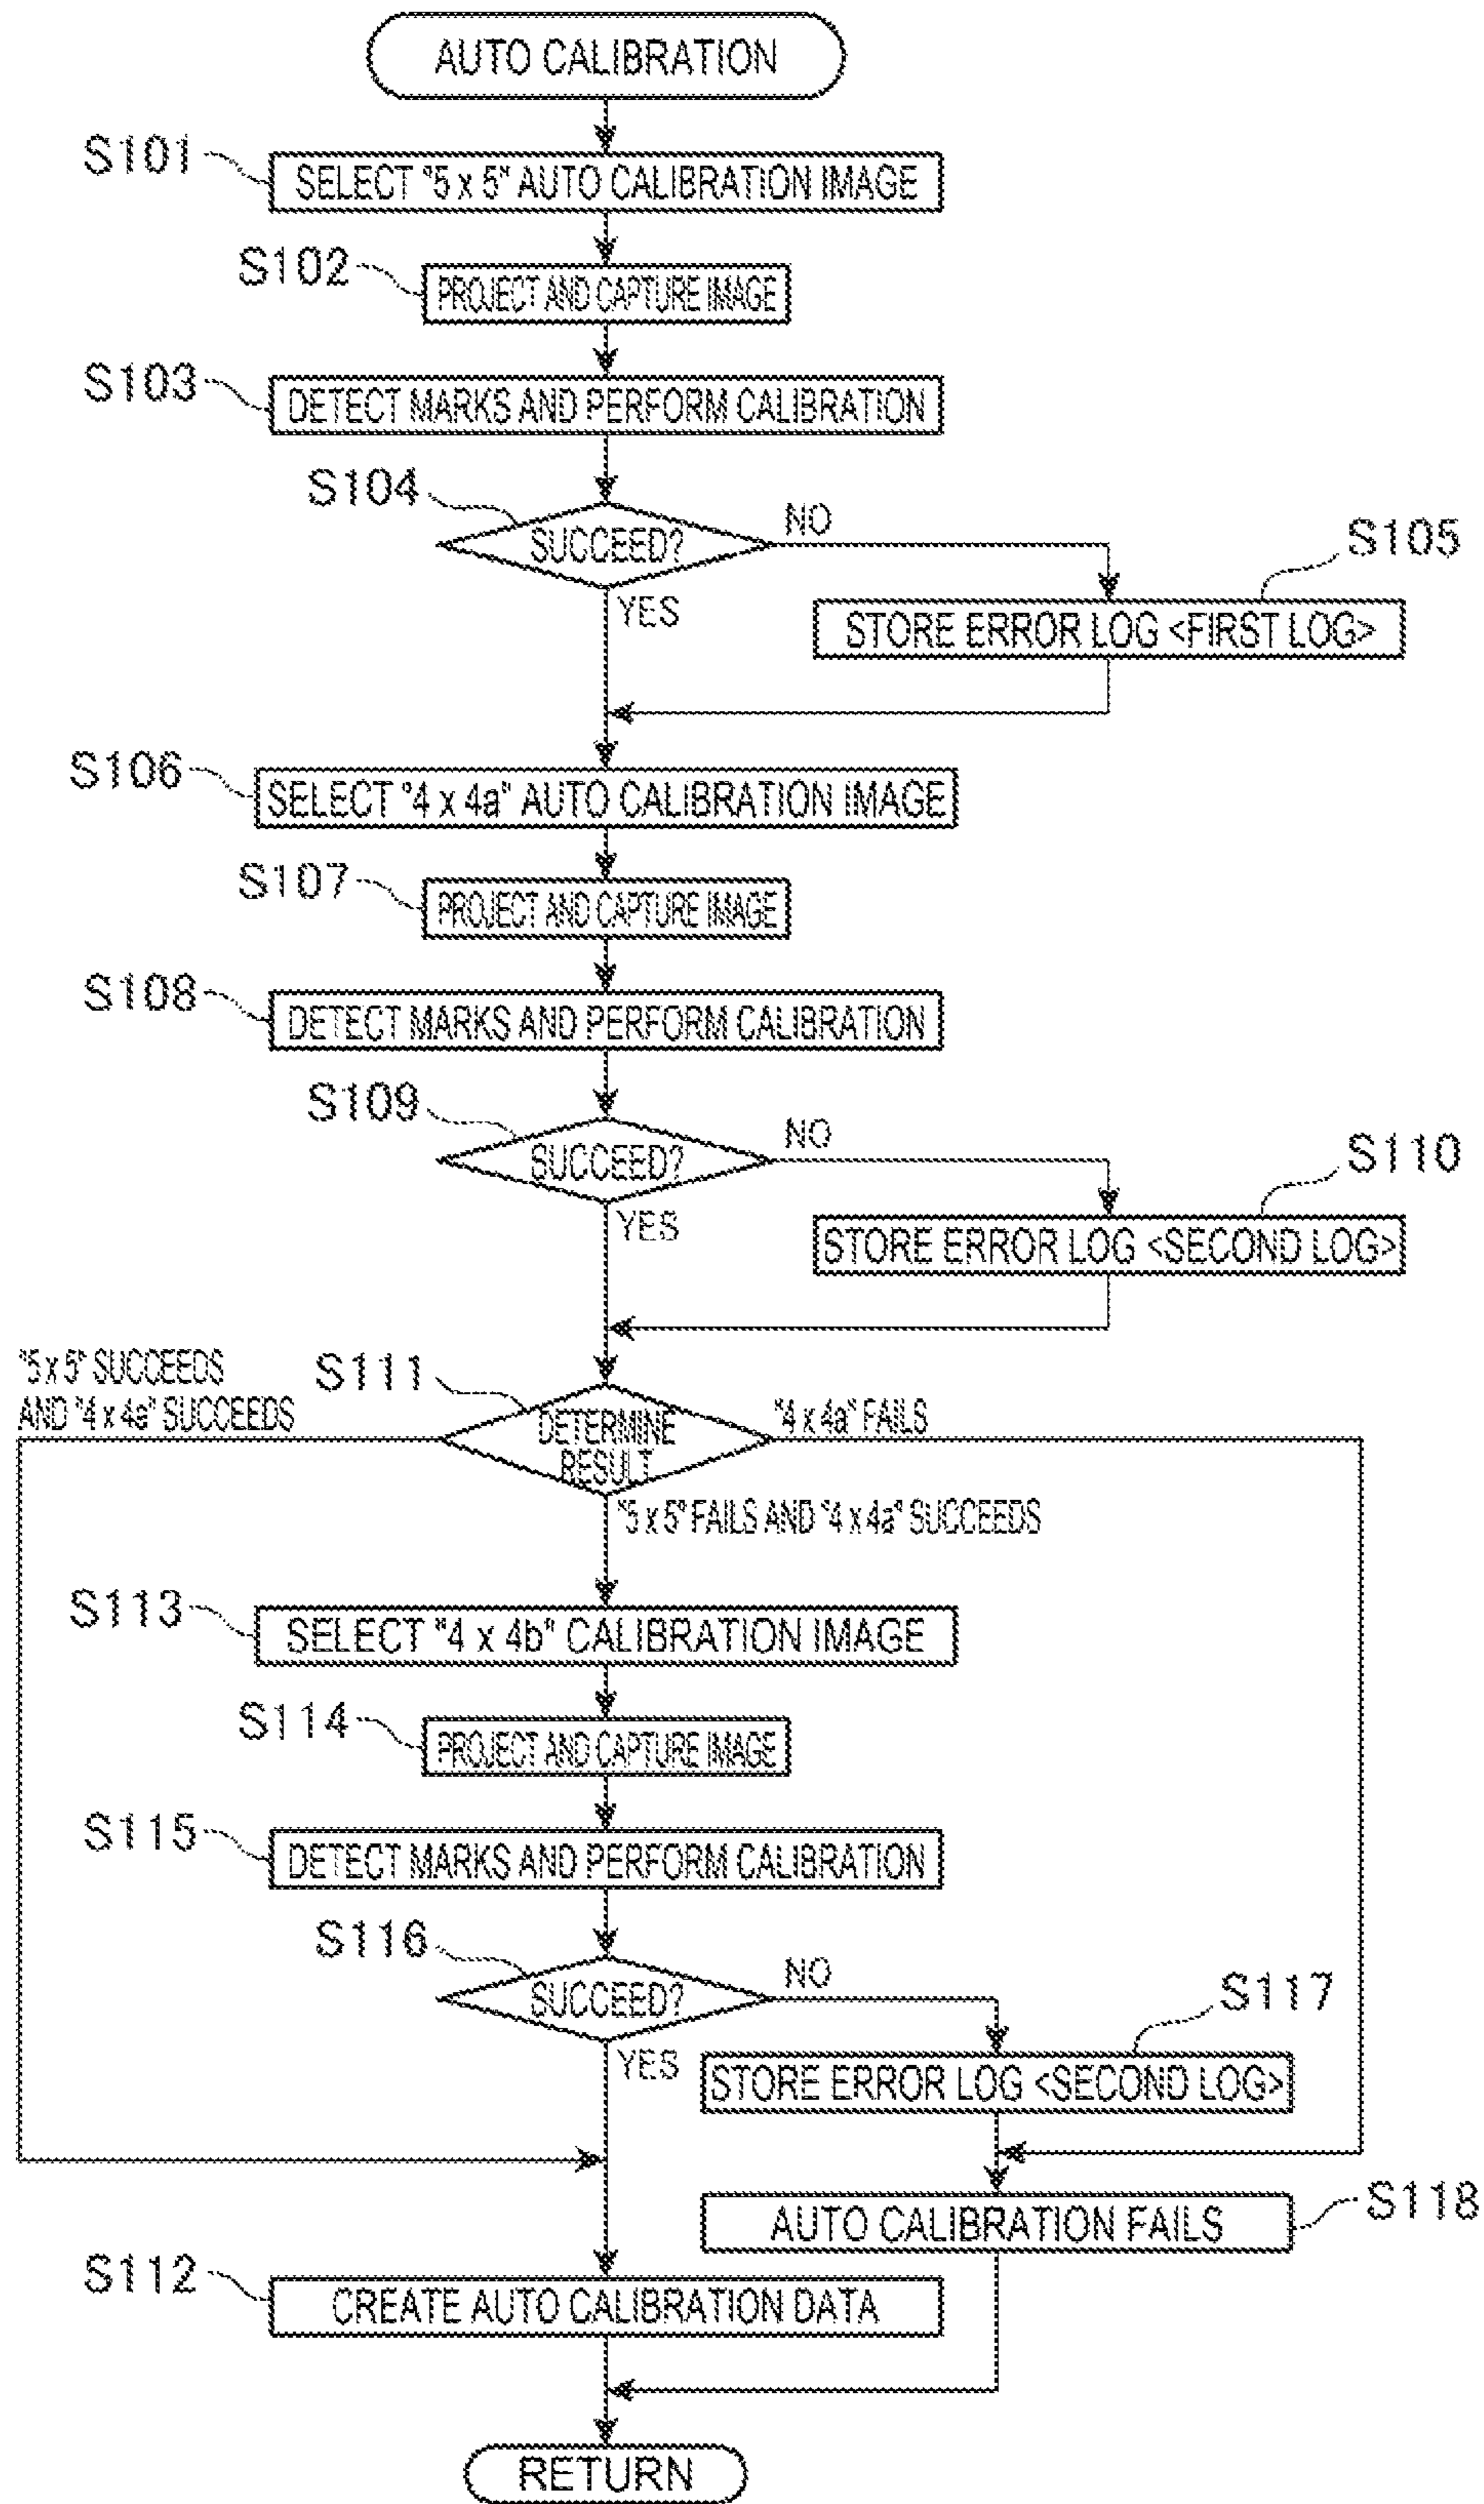 AUTO CALIBRATION
S101
SELECT "5 x 5" AUTO CALIBRATION IMAGE
S102
PROJECT AND CAPTURE IMAGE
S103
DETECT MARKS AND PERFORM CALIBRATION
S104
SUCCEED?
NO
YES
S105
STORE ERROR LOG <FIRST LOG>
S106
SELECT "4 x 4a" AUTO CALIBRATION IMAGE
S107
PROJECT AND CAPTURE IMAGE
S108
DETECT MARKS AND PERFORM CALIBRATION
S109
SUCCEED?
NO
YES
S110
STORE ERROR LOG <SECOND LOG>
"5 x 5" SUCCEEDS
AND "4 x 4a" SUCCEEDS
S111
DETERMINE
RESULT
"4 x 4a" FAILS
"5 x 5" FAILS AND "4 x 4a" SUCCEEDS
S113
SELECT "4 x 4b" CALIBRATION IMAGE
S114
PROJECT AND CAPTURE IMAGE
S115
DETECT MARKS AND PERFORM CALIBRATION
S116
SUCCEED?
NO
YES
S117
STORE ERROR LOG <SECOND LOG>
S118
AUTO CALIBRATION FAILS
S112
CREATE AUTO CALIBRATION DATA
RETURN